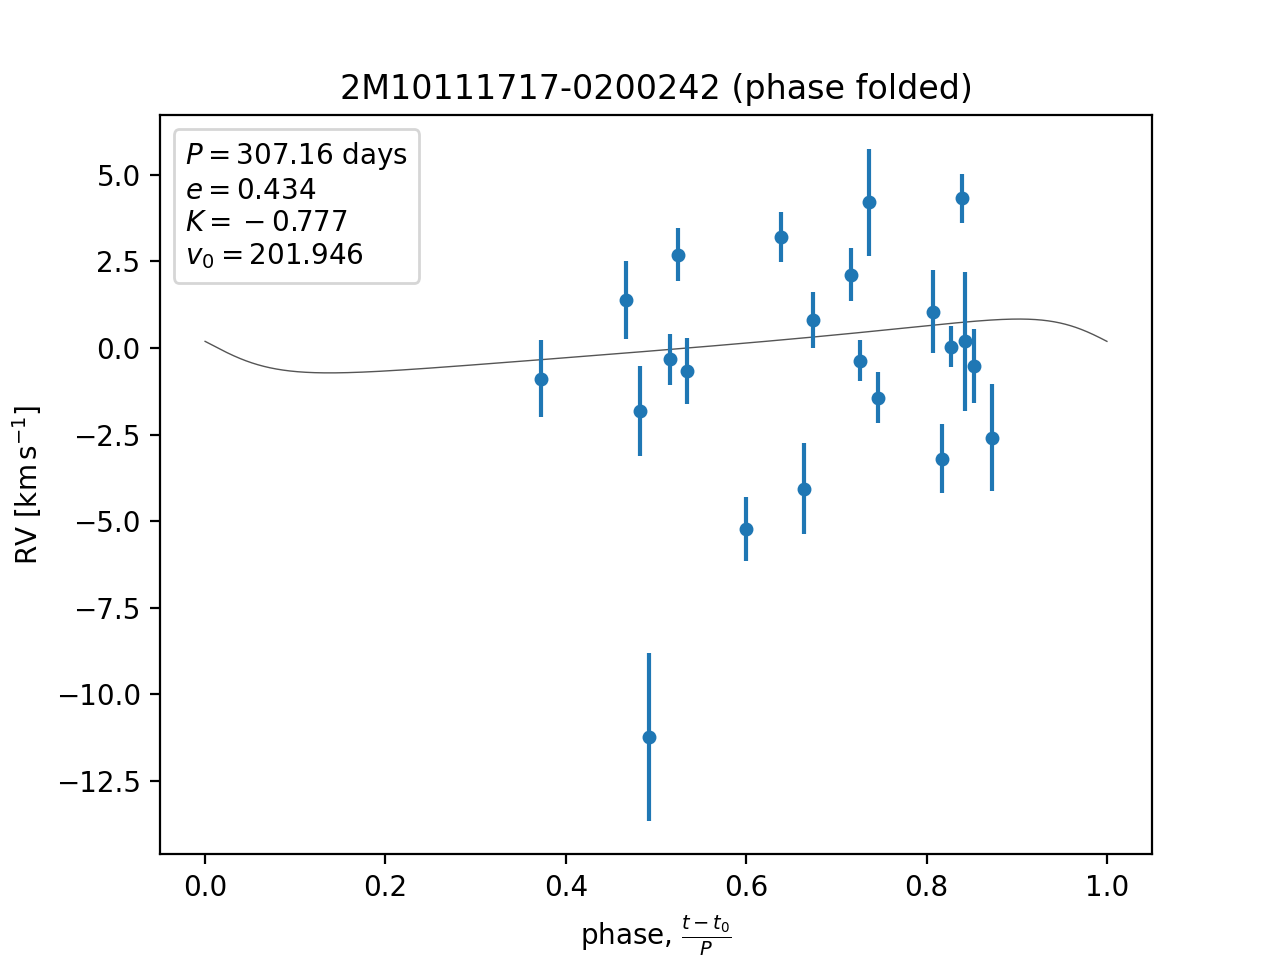 2M10111717-0200242 (phase folded)
P = 307.16 days
e = 0.434
K = −0.777
v₀ = 201.946
5.0
2.5
0.0
−2.5
−5.0
−7.5
−10.0
−12.5
RV [km s⁻¹]
0.0 0.2 0.4 0.6 0.8 1.0
phase, (t − t₀)/P